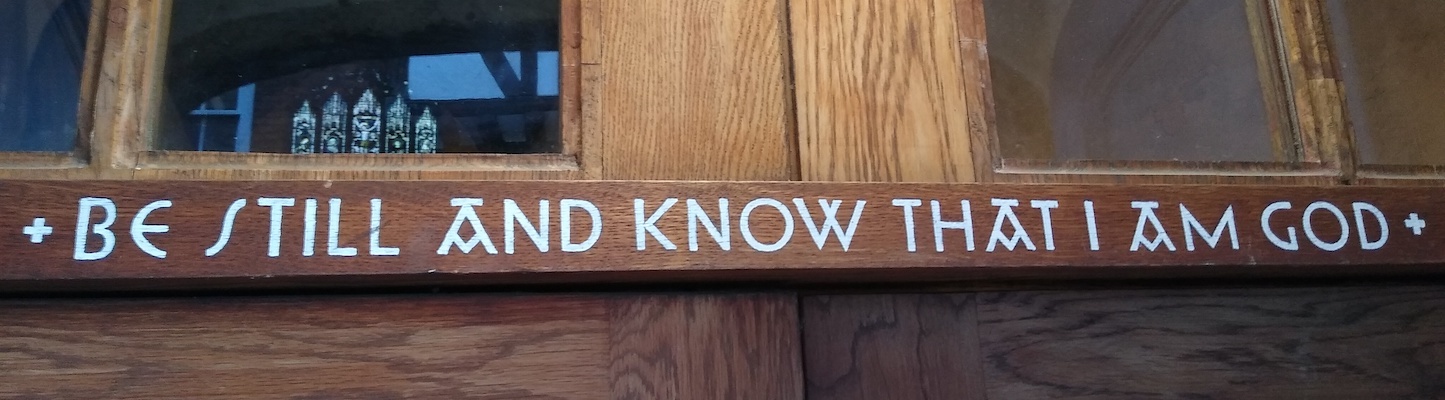 + BE STILL AND KNOW THAT I AM GOD +